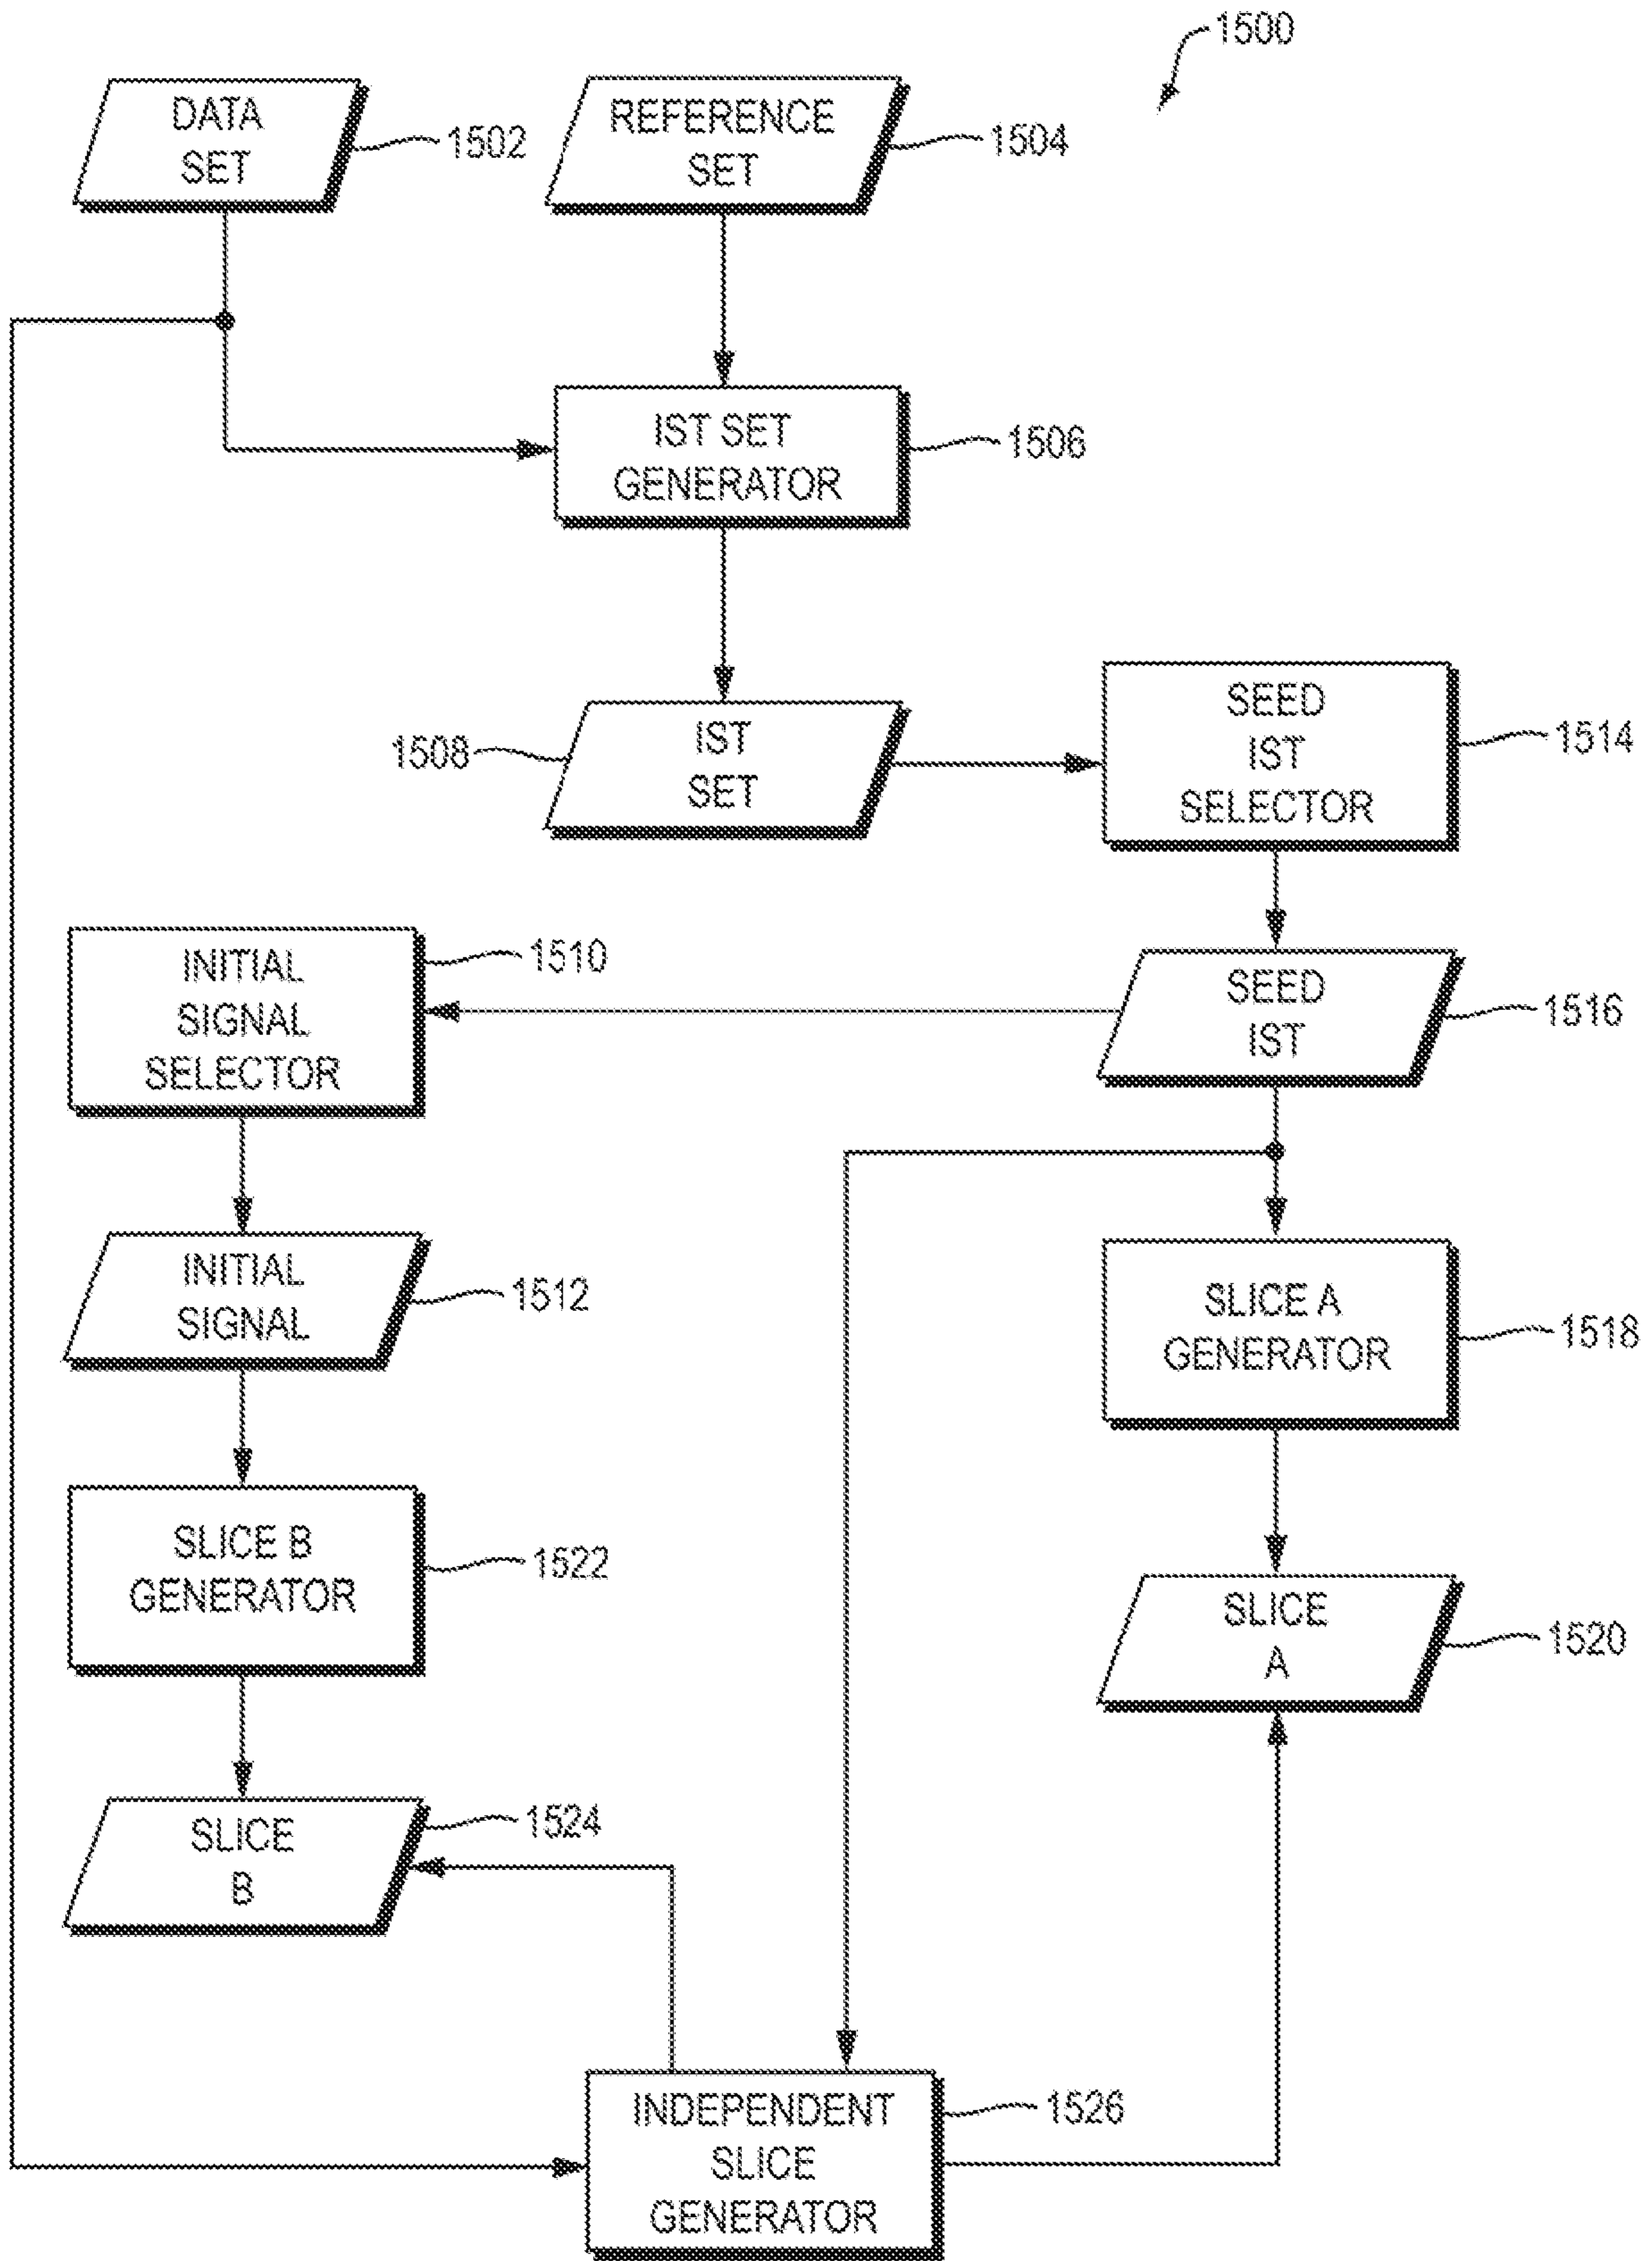 1500
DATA
SET
1502
REFERENCE
SET
1504
IST SET
GENERATOR
1506
IST
SET
1508
SEED
IST
SELECTOR
1514
INITIAL
SIGNAL
SELECTOR
1510
SEED
IST
1516
INITIAL
SIGNAL
1512
SLICE A
GENERATOR
1518
SLICE B
GENERATOR
1522
SLICE
A
1520
SLICE
B
1524
INDEPENDENT
SLICE
GENERATOR
1526